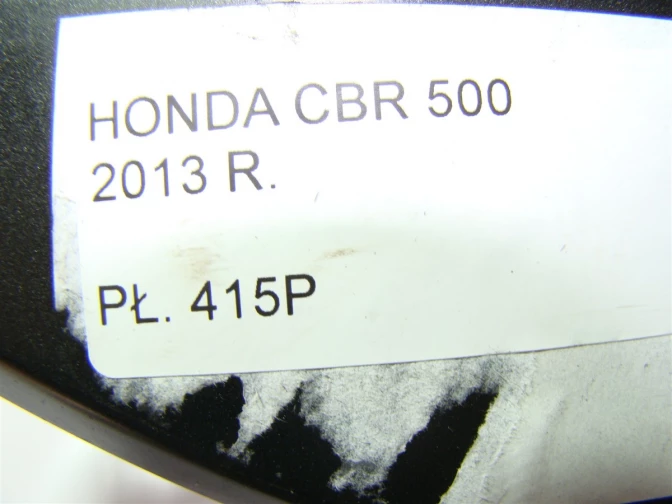 HONDA CBR 500
2013 R.
PŁ. 415P